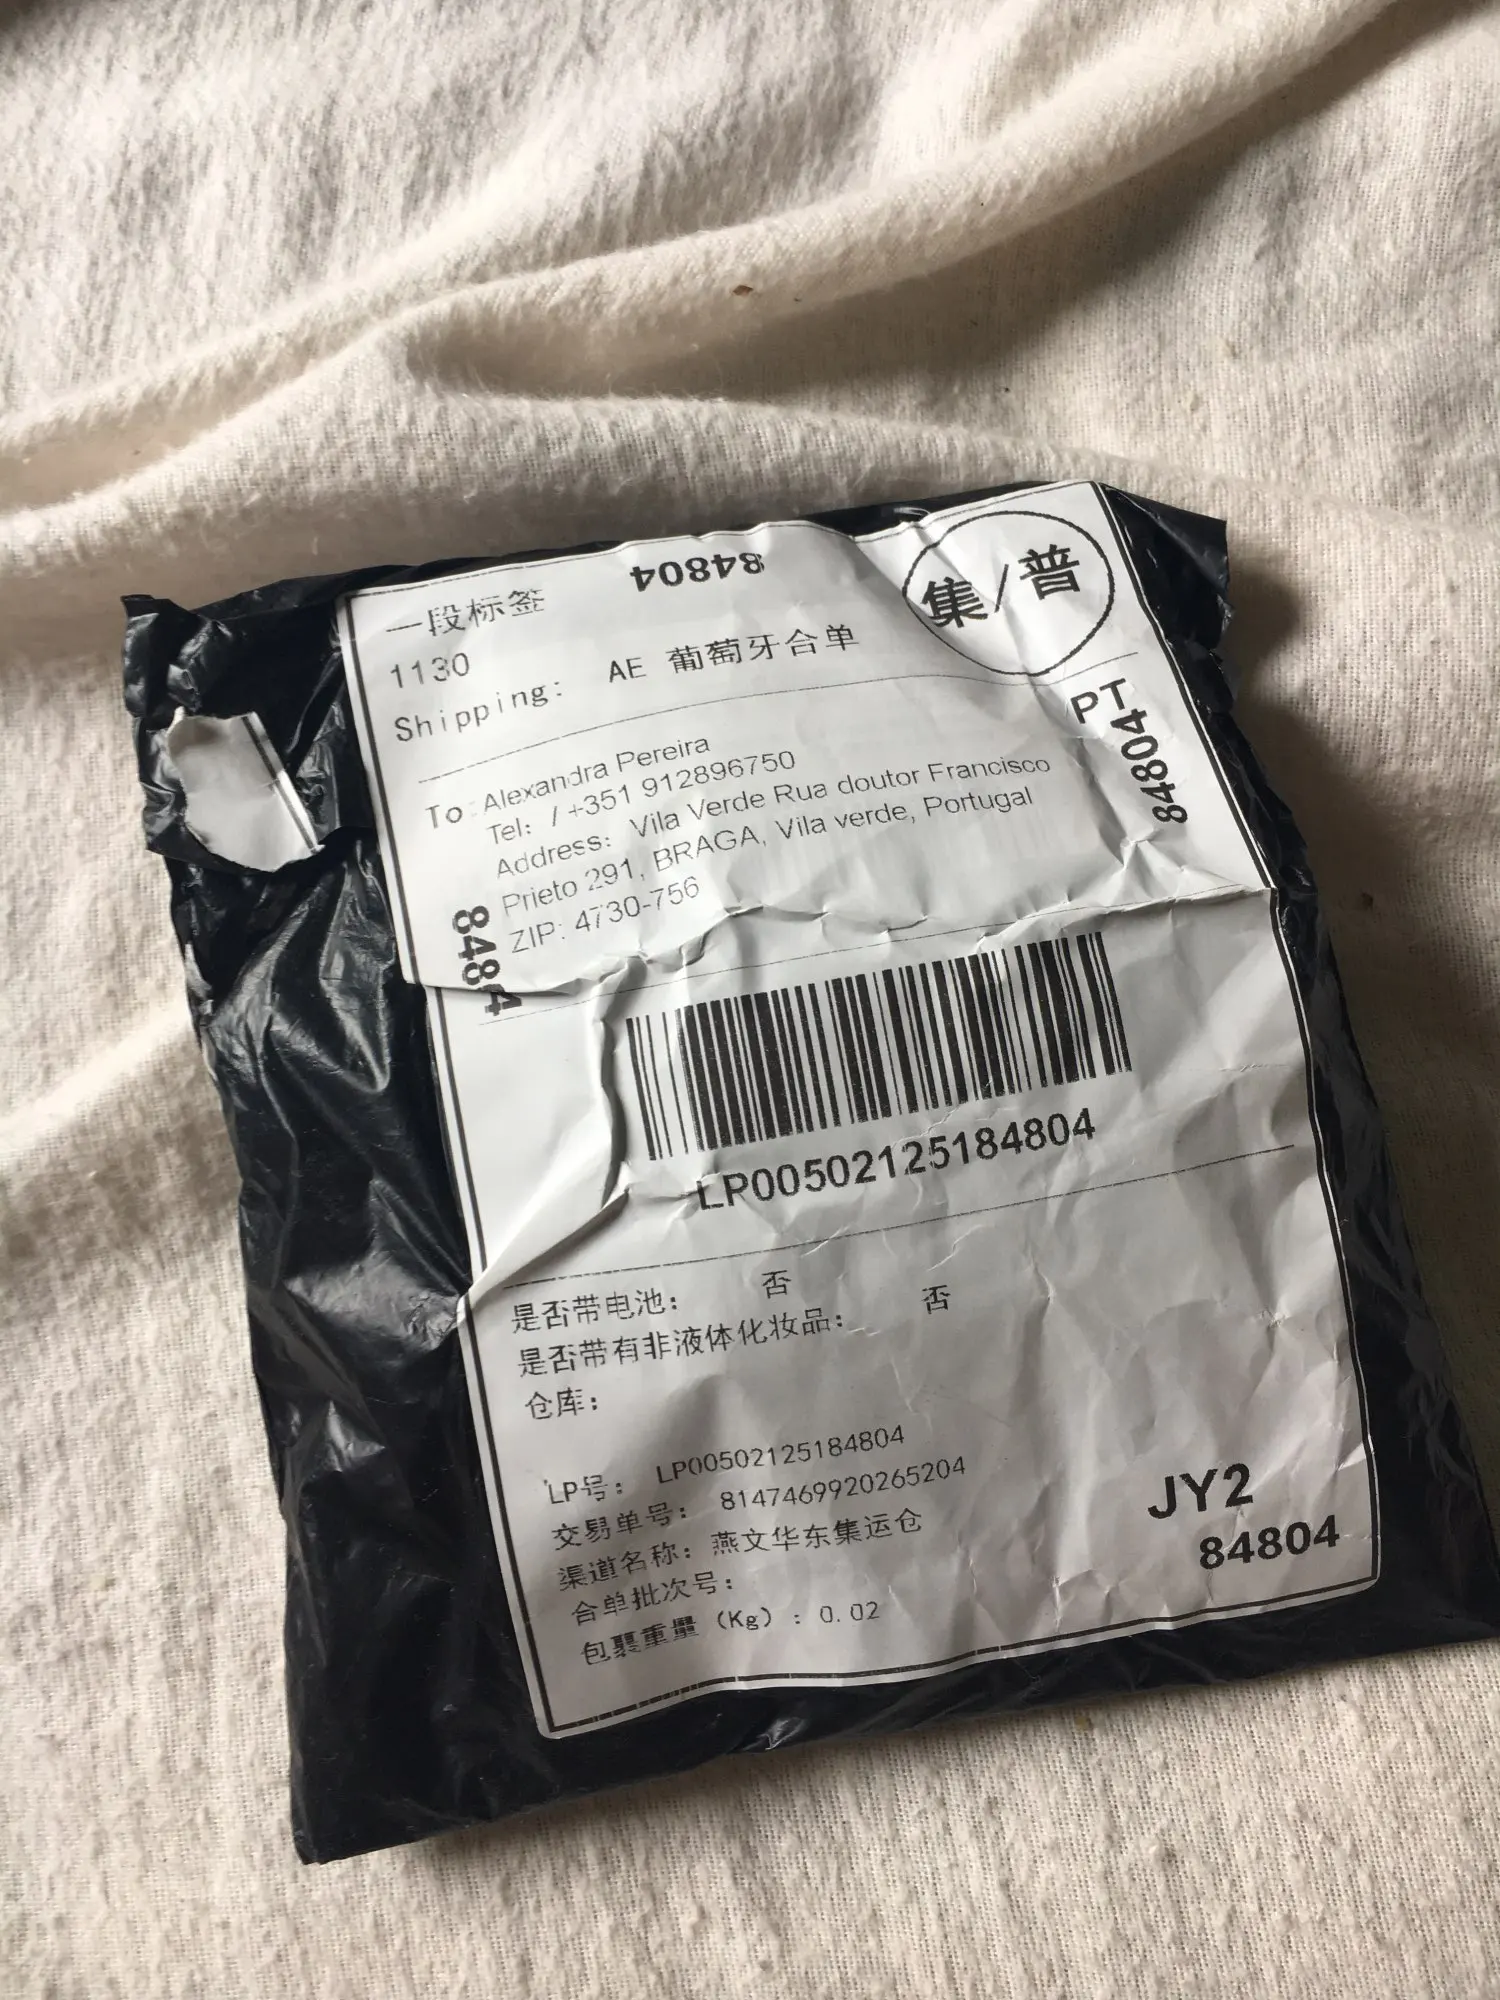 84804
集/普
一段标签
1130
Shipping: AE 葡萄牙合单
PT
84804
To: Alexandra Pereira
Tel: / +351 912896750
Address: Vila Verde Rua doutor Francisco
Prieto 291, BRAGA, Vila verde, Portugal
ZIP: 4730-756
8484
LP00502125184804
是否带电池: 否
是否带有非液体化妆品: 否
仓库:
LP号: LP00502125184804
交易单号: 8147469920265204
渠道名称: 燕文华东集运仓
合单批次号:
包裹重量 (Kg) : 0.02
JY2
84804